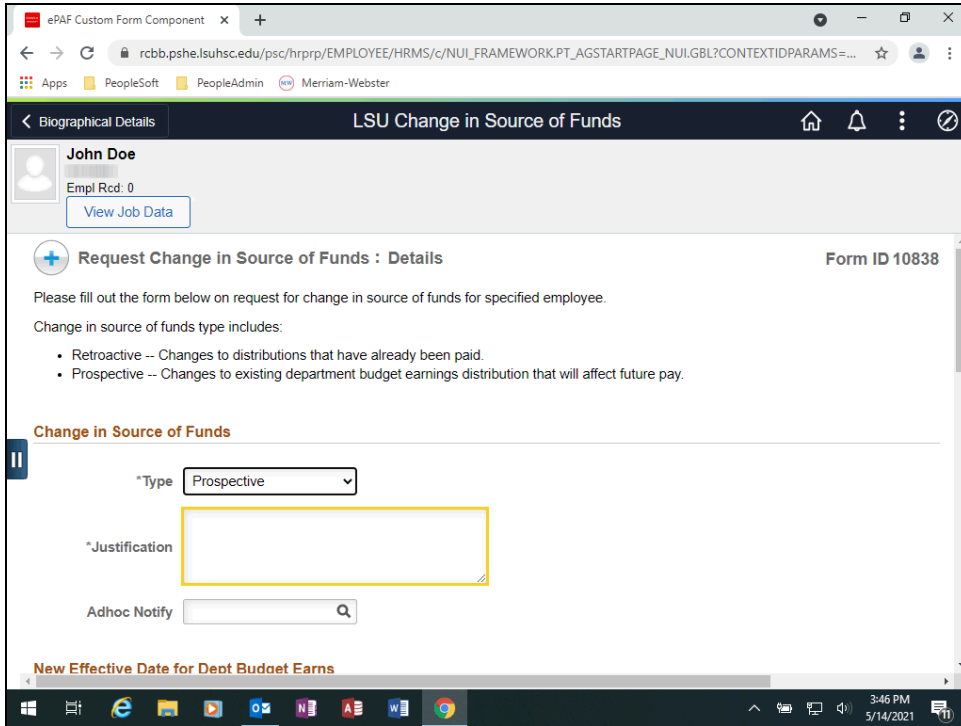 ePAF Custom Form Component
rcbb.pshe.lsuhsc.edu/psc/hrprp/EMPLOYEE/HRMS/c/NUI_FRAMEWORK.PT_AGSTARTPAGE_NUI.GBL?CONTEXTIDPARAMS=...
Apps PeopleSoft PeopleAdmin MW Merriam-Webster
Biographical Details LSU Change in Source of Funds
John Doe
Empl Rcd: 0
View Job Data
Request Change in Source of Funds : Details Form ID 10838
Please fill out the form below on request for change in source of funds for specified employee.
Change in source of funds type includes:
• Retroactive -- Changes to distributions that have already been paid.
• Prospective -- Changes to existing department budget earnings distribution that will affect future pay.
Change in Source of Funds
*Type Prospective
*Justification
Adhoc Notify
New Effective Date for Dept Budget Earns
3:46 PM
5/14/2021
11